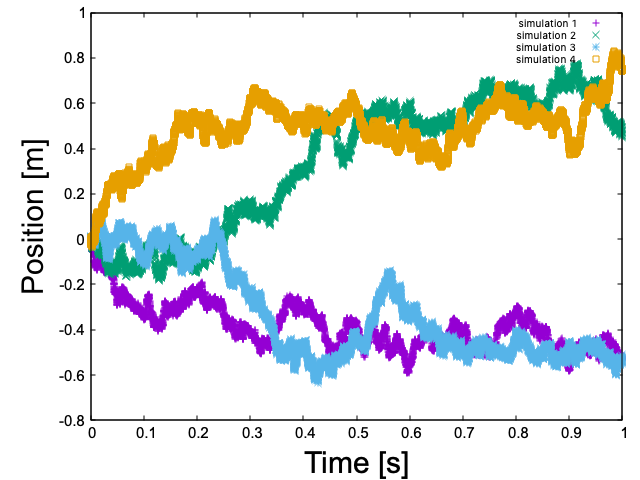 simulation 1
simulation 2
simulation 3
simulation 4
1
0.8
0.6
0.4
0.2
0
-0.2
-0.4
-0.6
-0.8
Position [m]
0 0.1 0.2 0.3 0.4 0.5 0.6 0.7 0.8 0.9 1
Time [s]